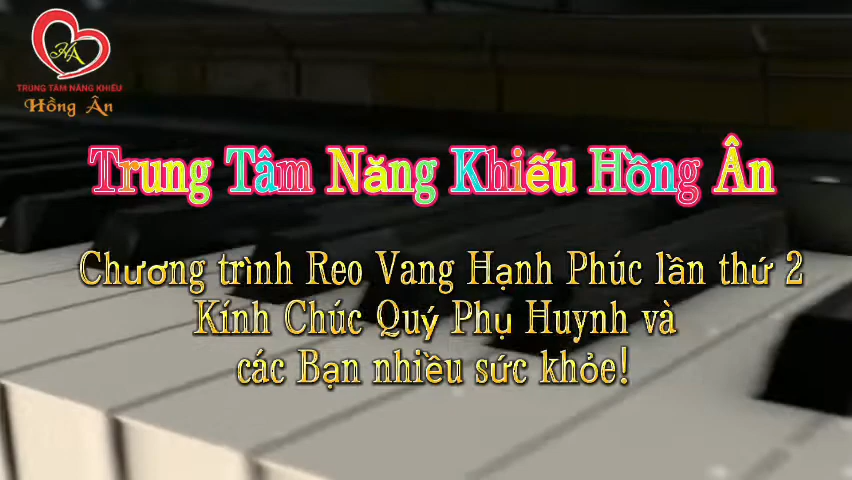 HA
TRUNG TÂM NĂNG KHIẾU
Hồng Ân
Trung Tâm Năng Khiếu Hồng Ân
Chương trình Reo Vang Hạnh Phúc lần thứ 2
Kính Chúc Quý Phụ Huynh và
các Bạn nhiều sức khỏe!